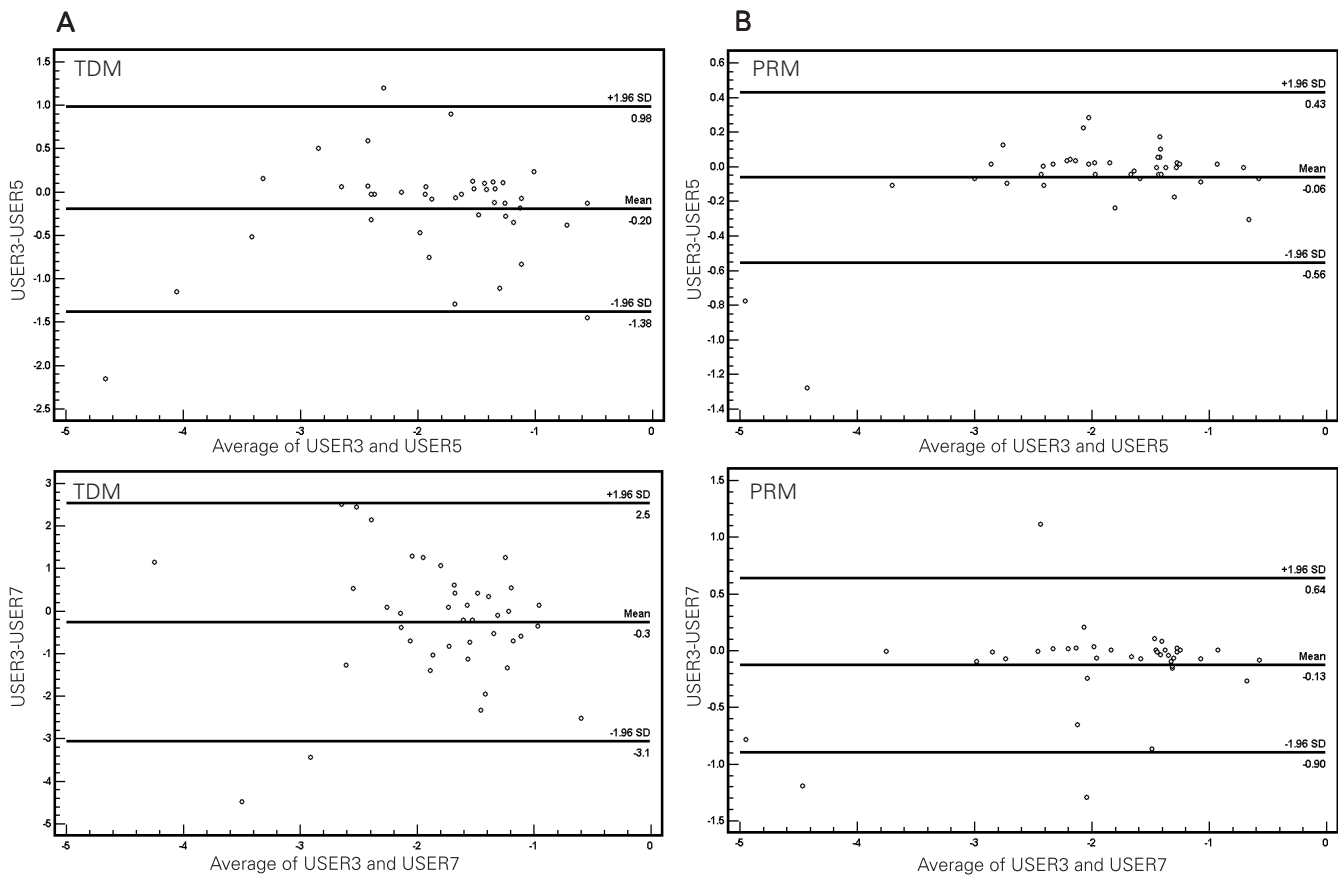 A
TDM
USER3-USER5
1.5
1.0
0.5
0.0
-0.5
-1.0
-1.5
-2.0
-2.5
+1.96 SD
0.98
Mean
-0.20
-1.96 SD
-1.38
-5 -4 -3 -2 -1 0
Average of USER3 and USER5
B
PRM
USER3-USER5
0.6
0.4
0.2
0.0
-0.2
-0.4
-0.6
-0.8
-1.0
-1.2
-1.4
+1.96 SD
0.43
Mean
-0.06
-1.96 SD
-0.56
-5 -4 -3 -2 -1 0
Average of USER3 and USER5
TDM
USER3-USER7
3
2
1
0
-1
-2
-3
-4
-5
+1.96 SD
2.5
Mean
-0.3
-1.96 SD
-3.1
-5 -4 -3 -2 -1 0
Average of USER3 and USER7
PRM
USER3-USER7
1.5
1.0
0.5
0.0
-0.5
-1.0
-1.5
+1.96 SD
0.64
Mean
-0.13
-1.96 SD
-0.90
-5 -4 -3 -2 -1 0
Average of USER3 and USER7